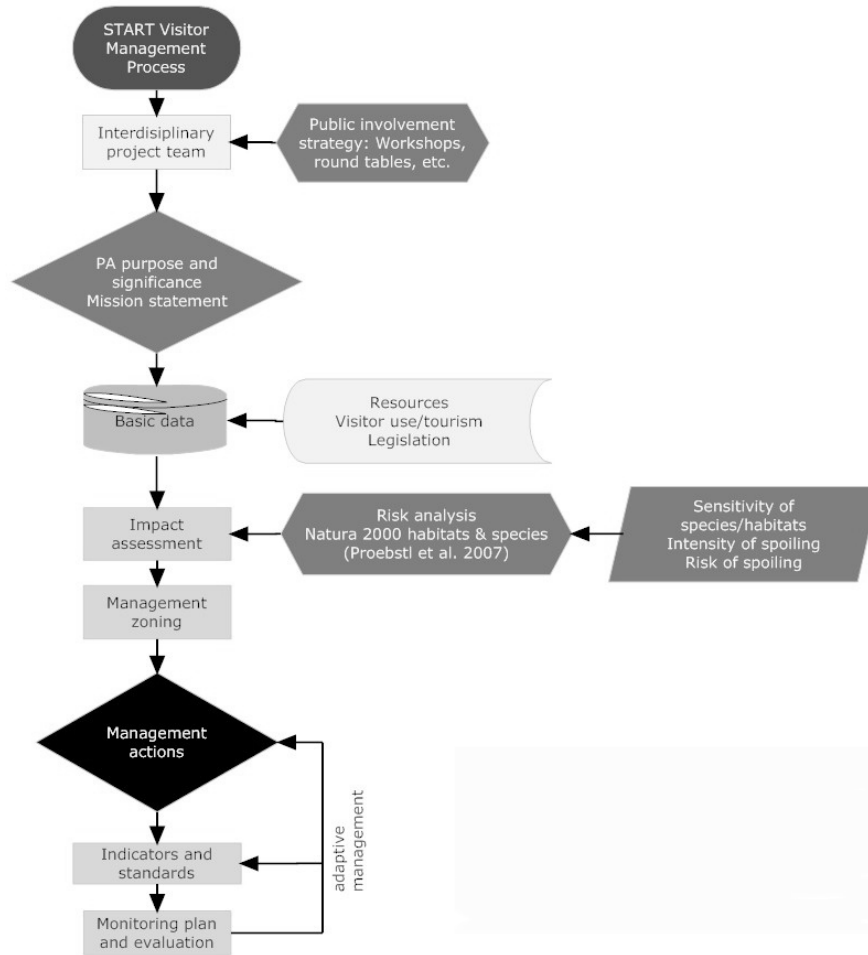 START Visitor
Management
Process
Interdisiplinary
project team
Public involvement
strategy: Workshops,
round tables, etc.
PA purpose and
significance
Mission statement
Basic data
Resources
Visitor use/tourism
Legislation
Impact
assessment
Risk analysis
Natura 2000 habitats & species
(Proebstl et al. 2007)
Sensitivity of
species/habitats
Intensity of spoiling
Risk of spoiling
Management
zoning
Management
actions
adaptive
management
Indicators and
standards
Monitoring plan
and evaluation